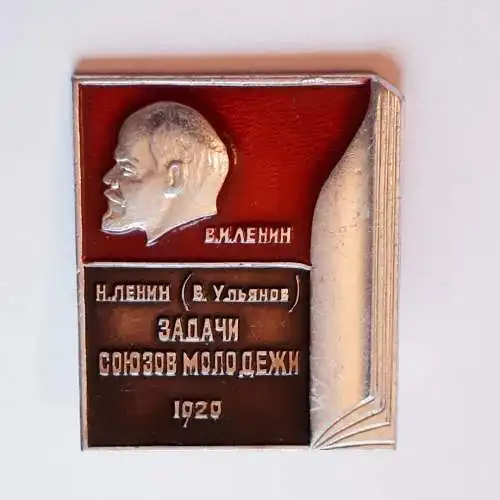 В.И.ЛЕНИН
Н.ЛЕНИН (В. Ульянов)
ЗАДАЧИ
СОЮЗОВ МОЛОДЕЖИ
1920